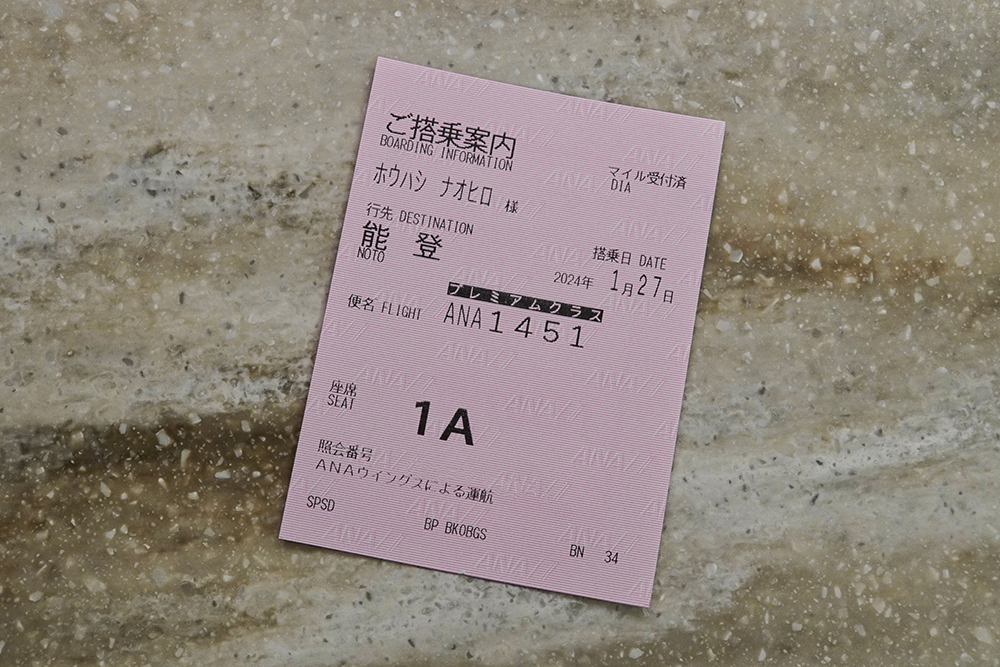 ご搭乗案内
BOARDING INFORMATION
マイル受付済
DIA
ホウハシ ナオヒロ 様
行先 DESTINATION
能 登
NOTO
搭乗日 DATE
2024年 1月27日
プレミアムクラス
便名 FLIGHT ANA1451
座席
SEAT
1A
照会番号
ANAウイングスによる運航
SPSD
BP BKOBGS
BN 34